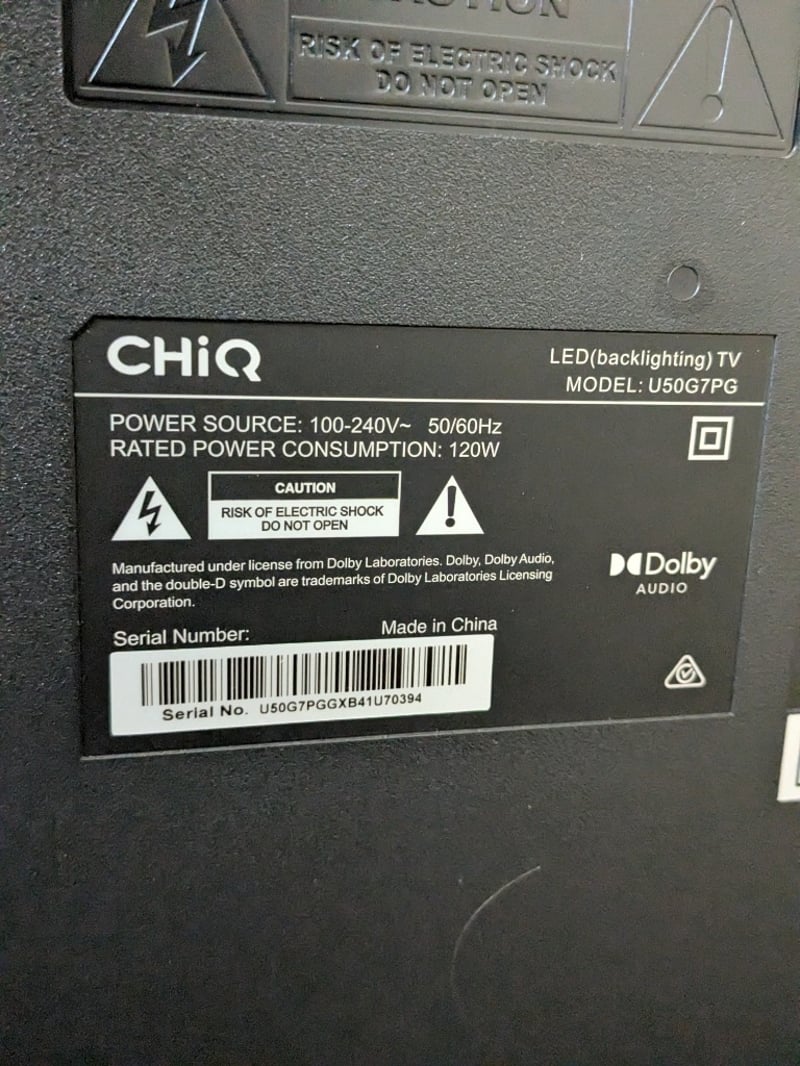 CAUTION
RISK OF ELECTRIC SHOCK
DO NOT OPEN
CHiQ
LED(backlighting) TV
MODEL: U50G7PG
POWER SOURCE: 100-240V~ 50/60Hz
RATED POWER CONSUMPTION: 120W
CAUTION
RISK OF ELECTRIC SHOCK
DO NOT OPEN
Manufactured under license from Dolby Laboratories. Dolby, Dolby Audio,
and the double-D symbol are trademarks of Dolby Laboratories Licensing
Corporation.
Dolby
AUDIO
Serial Number:
Made in China
Serial No. U50G7PGGXB41U70394